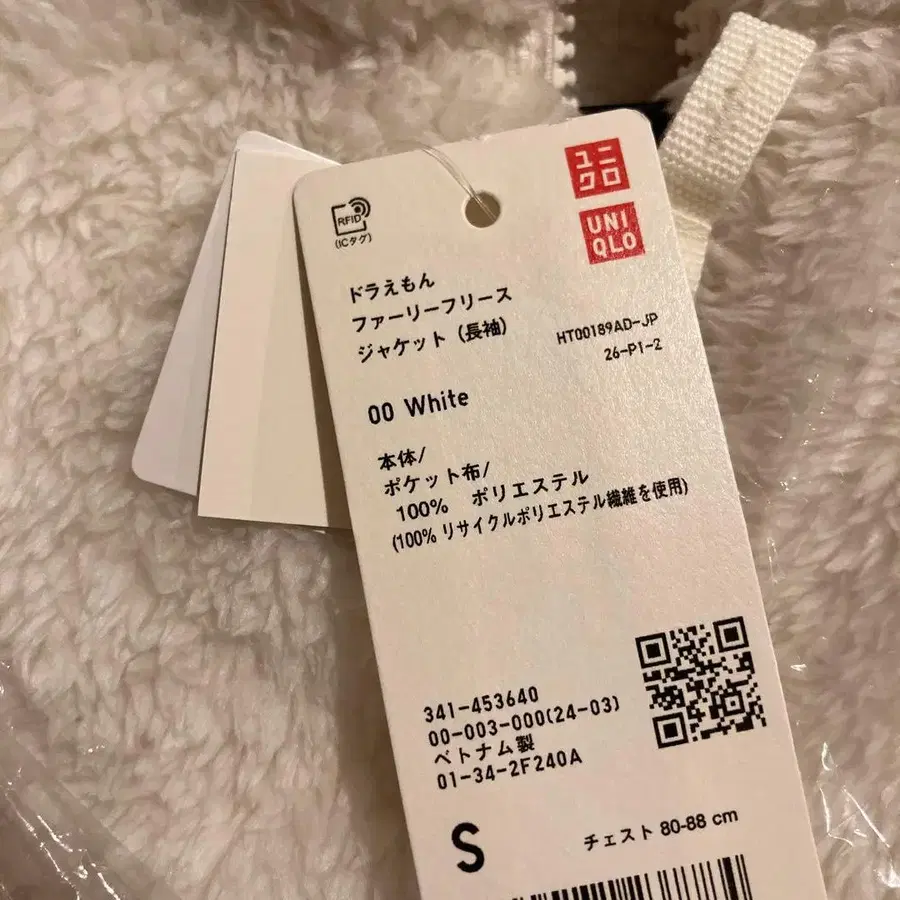 ユニ
クロ
UNI
QLO
RFID
(ICタグ)
ドラえもん
ファーリーフリース
ジャケット（長袖）
HT00189AD-JP
26-P1-2
00 White
本体/
ポケット布/
100%　ポリエステル
(100% リサイクルポリエステル繊維を使用)
341-453640
00-003-000(24-03)
ベトナム製
01-34-2F240A
S
チェスト 80-88 cm